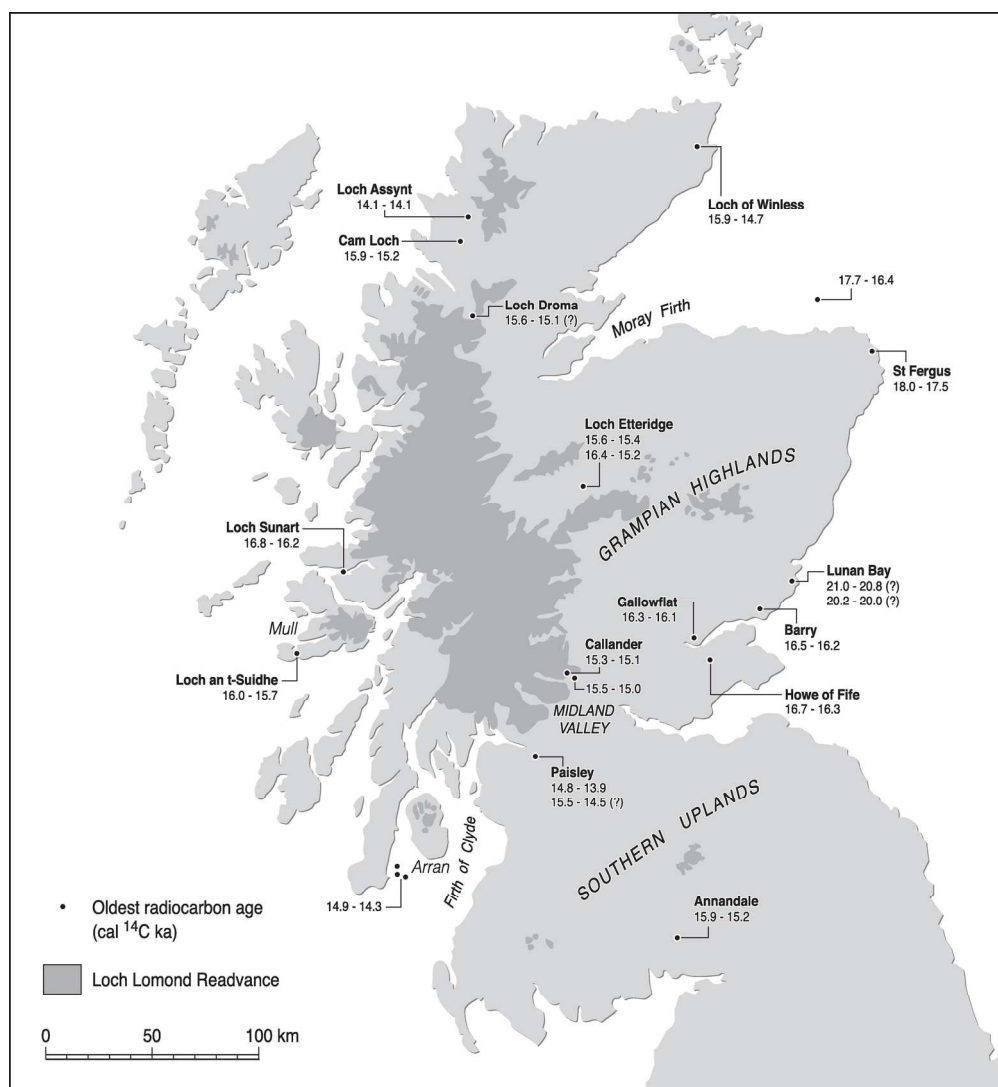 Loch Assynt
14.1 - 14.1
Cam Loch
15.9 - 15.2
Loch of Winless
15.9 - 14.7
17.7 - 16.4
Loch Droma
15.6 - 15.1 (?)
Moray Firth
St Fergus
18.0 - 17.5
Loch Etteridge
15.6 - 15.4
16.4 - 15.2
GRAMPIAN HIGHLANDS
Loch Sunart
16.8 - 16.2
Lunan Bay
21.0 - 20.8 (?)
20.2 - 20.0 (?)
Gallowflat
16.3 - 16.1
Mull
Barry
16.5 - 16.2
Callander
15.3 - 15.1
15.5 - 15.0
Loch an t-Suidhe
16.0 - 15.7
Howe of Fife
16.7 - 16.3
MIDLAND
VALLEY
Paisley
14.8 - 13.9
15.5 - 14.5 (?)
SOUTHERN UPLANDS
Arran
Firth of Clyde
14.9 - 14.3
Annandale
15.9 - 15.2
• Oldest radiocarbon age
(cal ¹⁴C ka)
Loch Lomond Readvance
0 50 100 km